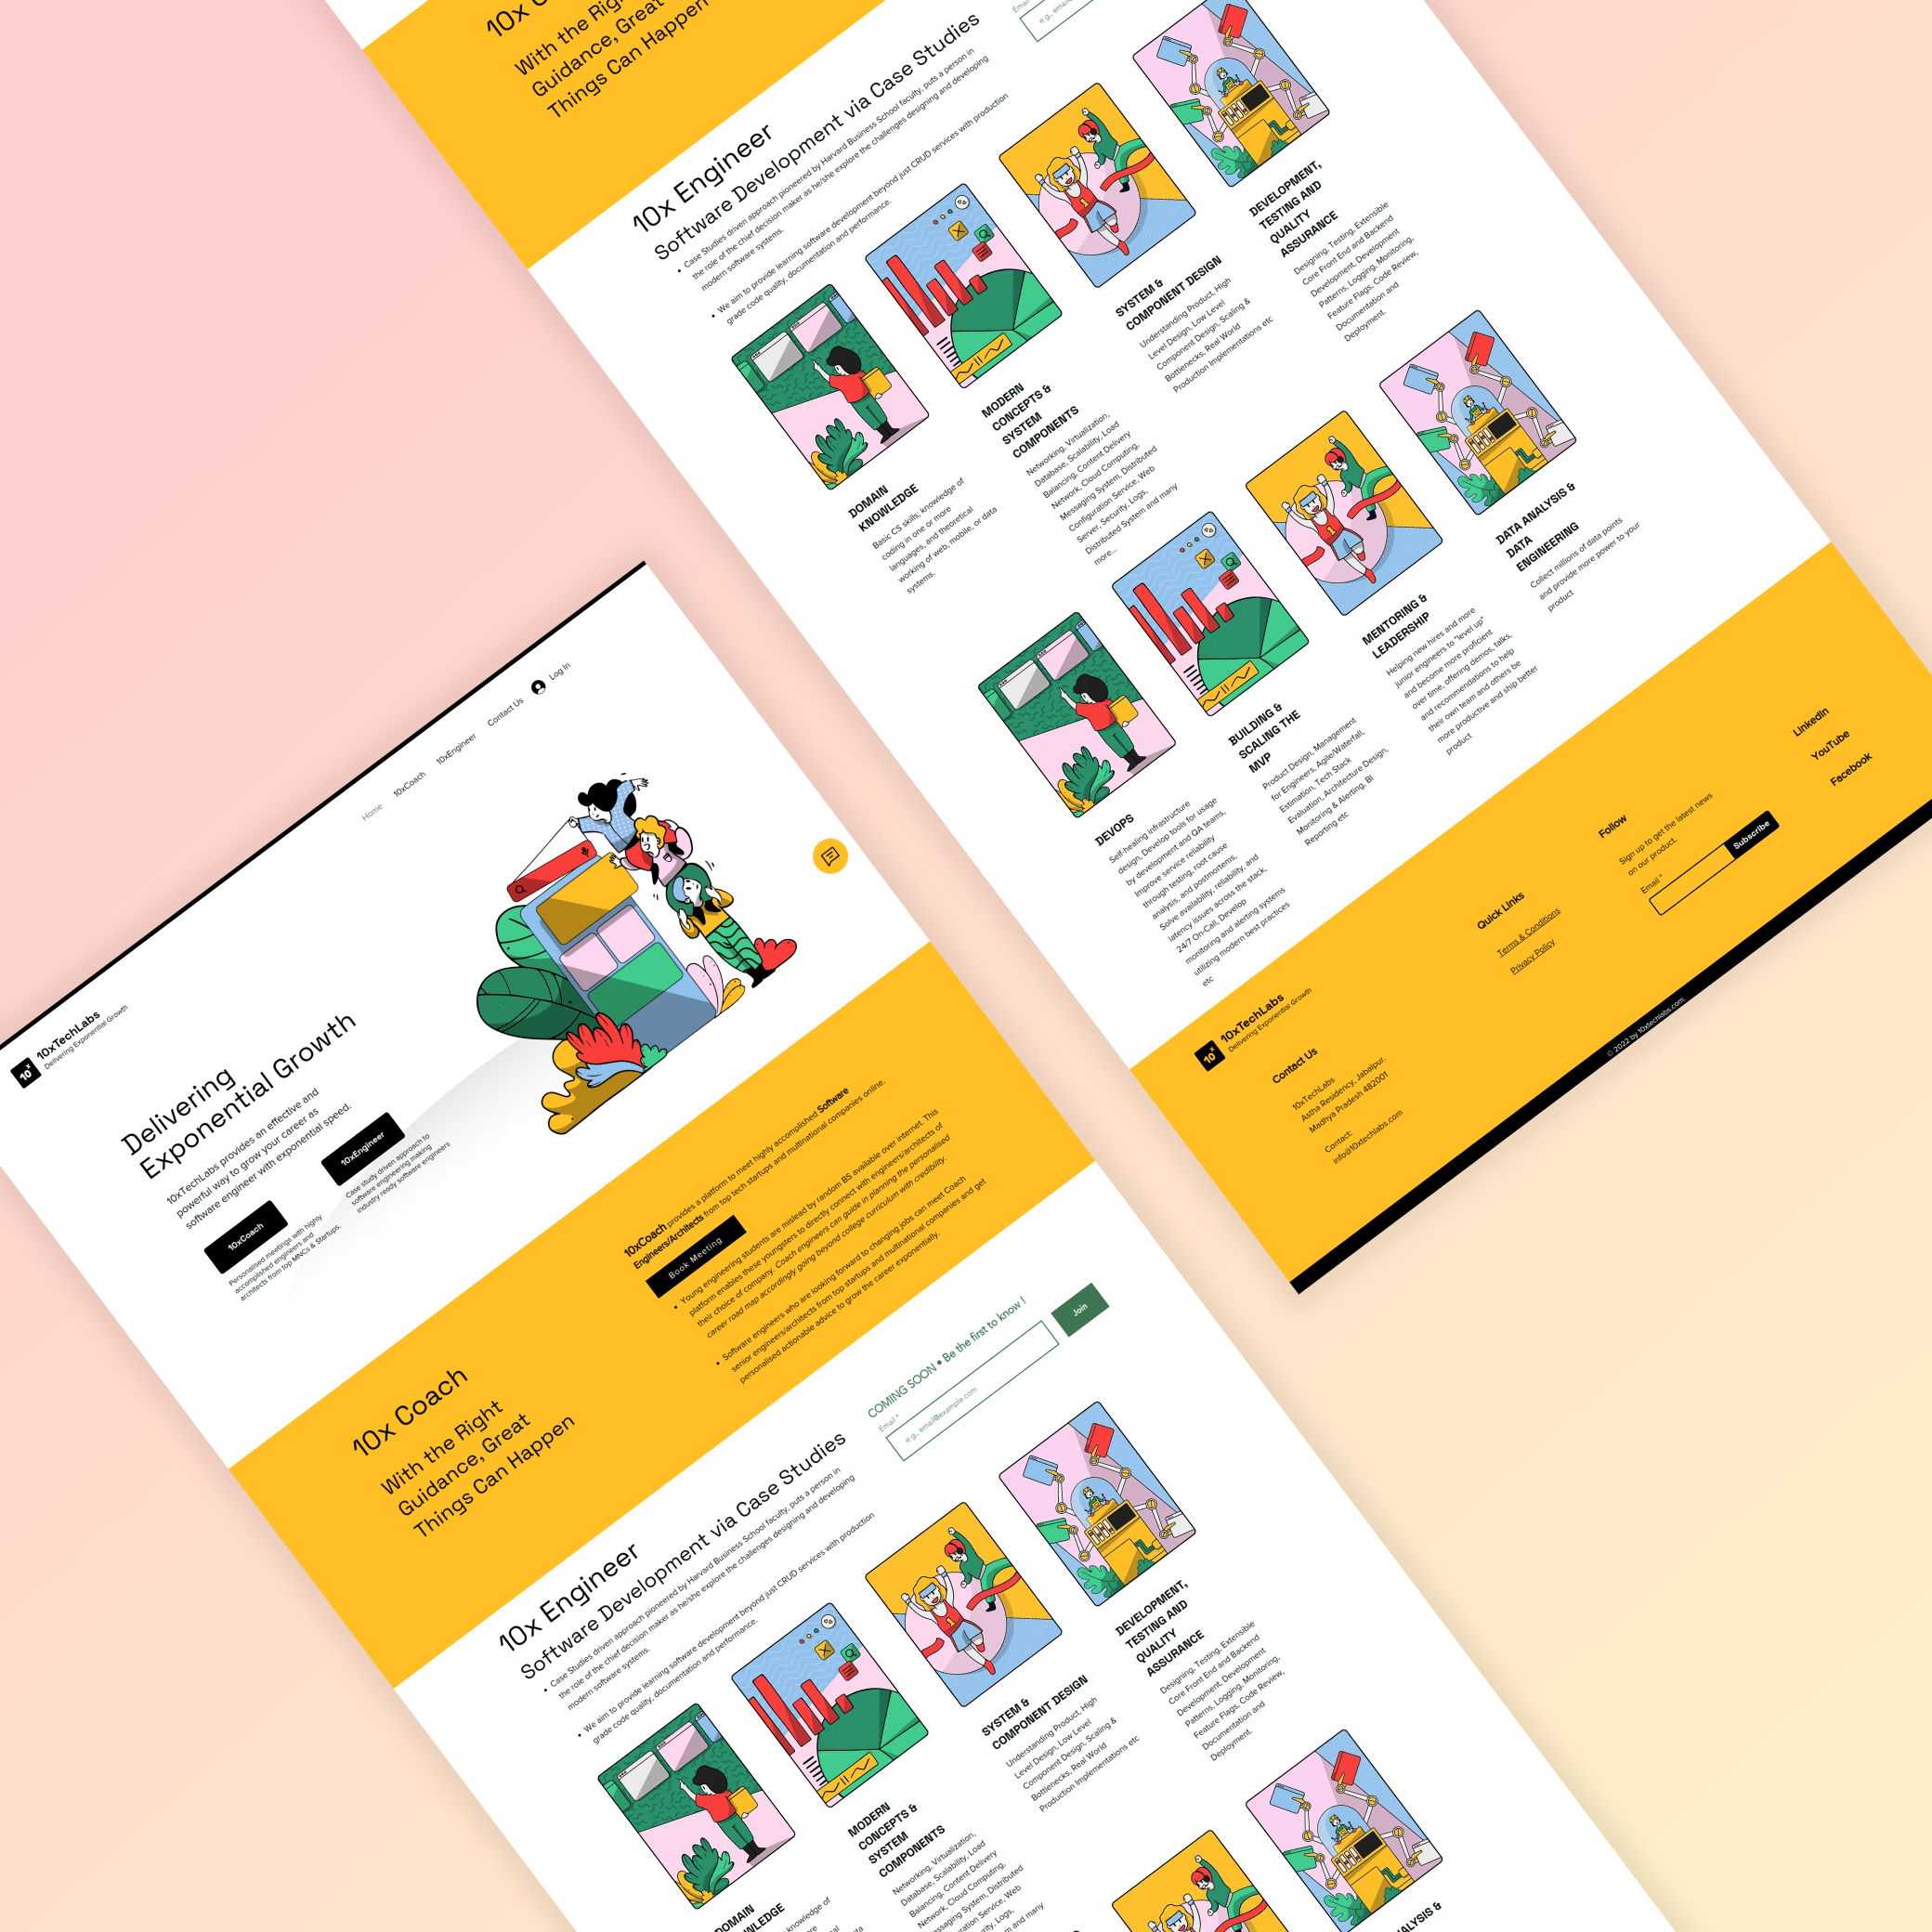 10xTechLabs
Delivering Exponential Growth
Home
10xCoach
10xEngineer
Contact Us
Log In
Delivering
Exponential Growth
10xTechLabs provides an effective and
powerful way to grow your career as
software engineer with exponential speed.
10xCoach
Personalised meetings with highly
accomplished engineers and
architects from top MNCs & Startups.
10xEngineer
Case study driven approach to
software engineering making
industry ready software engineers
10x Coach
With the Right
Guidance, Great
Things Can Happen
10xCoach provides a platform to meet highly accomplished Software
Engineers/Architects from top tech startups and multinational companies online.
Book Meeting
• Young engineering students are mislead by random BS available over internet. This
platform enables these youngsters to directly connect with engineers/architects of
their choice of company. Coach engineers can guide in planning the personalised
career road map accordingly going beyond college curriculum with credibility.
• Software engineers who are looking forward to changing jobs can meet Coach
senior engineers/architects from top startups and multinational companies and get
personalised actionable advice to grow the career exponentially.
10x Engineer
Software Development via Case Studies
• Case Studies driven approach pioneered by Harvard Business School faculty, puts a person in
the role of the chief decision maker as he/she explore the challenges designing and developing
modern software systems.
• We aim to provide learning software development beyond just CRUD services with production
grade code quality, documentation and performance.
COMING SOON • Be the first to know !
Email *
e.g., email@example.com
Join
DOMAIN
KNOWLEDGE
knowledge of
MODERN
CONCEPTS &
SYSTEM
COMPONENTS
Networking, Virtualization,
Database, Scalability, Load
Balancing, Content Delivery
Network, Cloud Computing,
Messaging System, Distributed
SYSTEM &
COMPONENT DESIGN
Understanding Product, High
Level Design, Low Level
Component Design, Scaling &
Bottlenecks, Real World
Production Implementations etc
DEVELOPMENT,
TESTING AND
QUALITY
ASSURANCE
Designing, Testing, Extensible
Core Front End and Backend
Development, Development
Patterns, Logging, Monitoring,
Feature Flags, Code Review,
Documentation and
Deployment.
With the Right
Guidance, Great
Things Can Happen
10x Engineer
Software Development via Case Studies
• Case Studies driven approach pioneered by Harvard Business School faculty, puts a person in
the role of the chief decision maker as he/she explore the challenges designing and developing
modern software systems.
• We aim to provide learning software development beyond just CRUD services with production
grade code quality, documentation and performance.
Email
DOMAIN
KNOWLEDGE
Basic CS skills; knowledge of
coding in one or more
languages, and theoretical
working of web, mobile, or data
systems.
MODERN
CONCEPTS &
SYSTEM
COMPONENTS
Networking, Virtualization,
Database, Scalability, Load
Balancing, Content Delivery
Network, Cloud Computing,
Messaging System, Distributed
Configuration Service, Web
Server, Security, Logs,
Distributed System and many
more...
SYSTEM &
COMPONENT DESIGN
Understanding Product, High
Level Design, Low Level
Component Design, Scaling &
Bottlenecks, Real World
Production Implementations etc
DEVELOPMENT,
TESTING AND
QUALITY
ASSURANCE
Designing, Testing, Extensible
Core Front End and Backend
Development, Development
Patterns, Logging, Monitoring,
Feature Flags, Code Review,
Documentation and
Deployment.
DEVOPS
Self-healing infrastructure
design, Develop tools for usage
by development and QA teams,
Improve service reliability
through testing, root cause
analysis, and postmortems,
Solve availability, reliability, and
latency issues across the stack,
24/7 On-Call, Develop
monitoring and alerting systems
utilizing modern best practices
etc
BUILDING &
SCALING THE
MVP
Product Design, Management
for Engineers, Agile/Waterfall,
Estimation, Tech Stack
Evaluation, Architecture Design,
Monitoring & Alerting, BI
Reporting etc
MENTORING &
LEADERSHIP
Helping new hires and more
junior engineers to "level up"
and become more proficient
over time, offering demos, talks,
and recommendations to help
their own team and others be
more productive and ship better
product
DATA ANALYSIS &
DATA
ENGINEERING
Collect millions of data points
and provide more power to your
product
10xTechLabs
Delivering Exponential Growth
Contact Us
10xTechLabs
Astha Residency, Jabalpur,
Madhya Pradesh 482001
Contact:
info@10xtechlabs.com
Quick Links
Terms & Conditions
Privacy Policy
Follow
Sign up to get the latest news
on our product.
Email *
Subscribe
LinkedIn
YouTube
Facebook
© 2022 by 10xtechlabs.com.